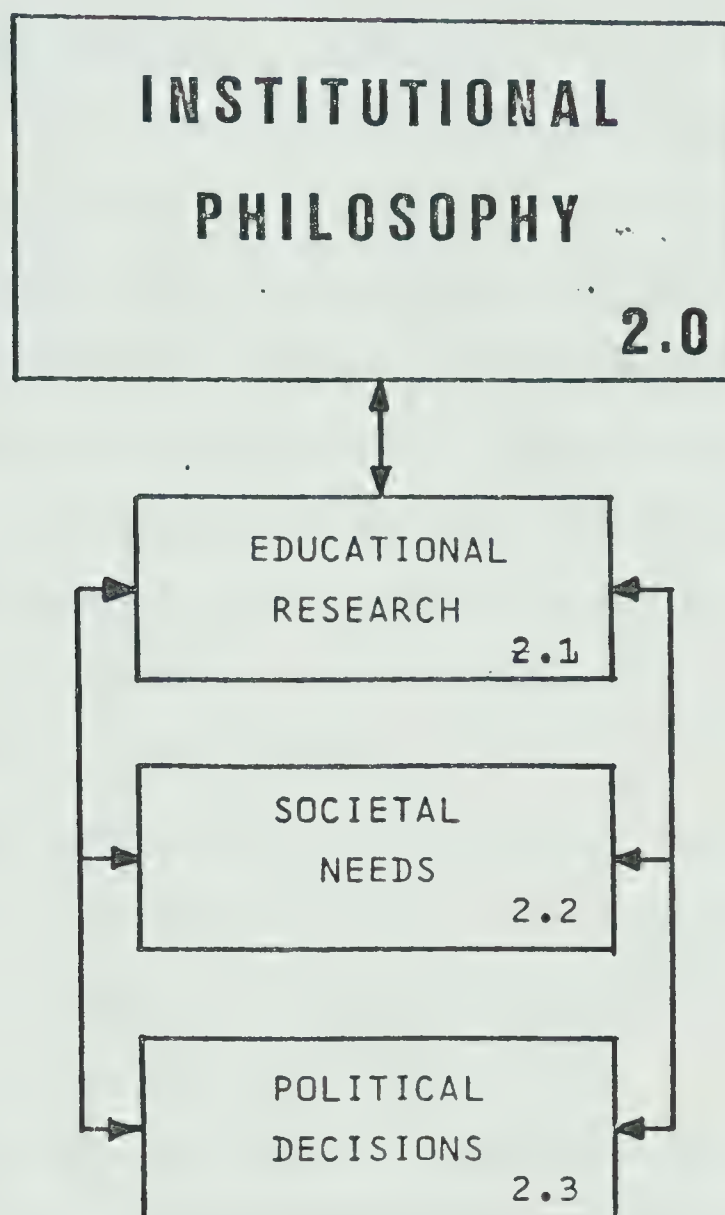 INSTITUTIONAL
PHILOSOPHY
2.0
EDUCATIONAL
RESEARCH
2.1
SOCIETAL
NEEDS
2.2
POLITICAL
DECISIONS
2.3